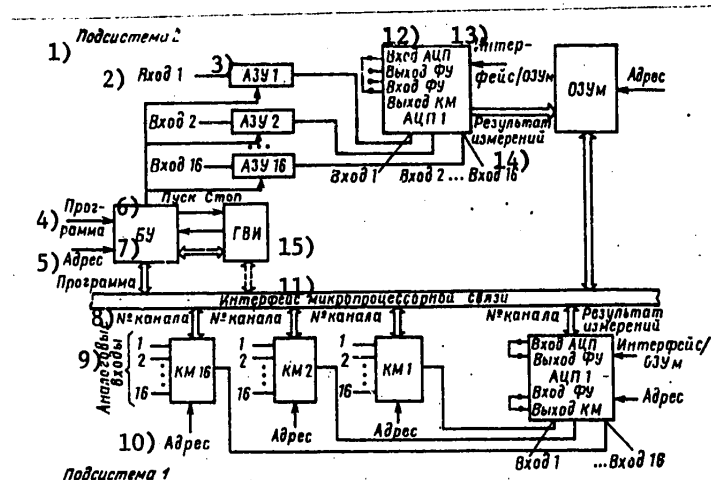 1) Подсистема 2
2) Вход 1
3) АЗУ 1
Вход 2
АЗУ 2
...
Вход 16
АЗУ 16
12)
13)
Вход АЦП
Выход ФУ
Вход ФУ
Выход КМ
АЦП 1
Интер-
фейс/ОЗУм
ОЗУм
Адрес
Результат
измерений
14)
Вход 1
Вход 2 ... Вход 16
Пуск Стоп
4) Прог-
рамма
6)
БУ
5) Адрес
7)
ГВИ
15)
Программа
11)
Интерфейс микропроцессорной связи
8) № канала
№ канала
№ канала
№ канала
Результат
измерений
9) Аналоговые
входы
1
2
16
КМ 16
1
2
16
КМ 2
1
2
16
КМ 1
Вход АЦП
Выход ФУ
АЦП 1
Вход ФУ
Выход КМ
Интерфейс/
ОЗУм
Адрес
10) Адрес
Адрес
Адрес
Вход 1
...Вход 16
Подсистема 1